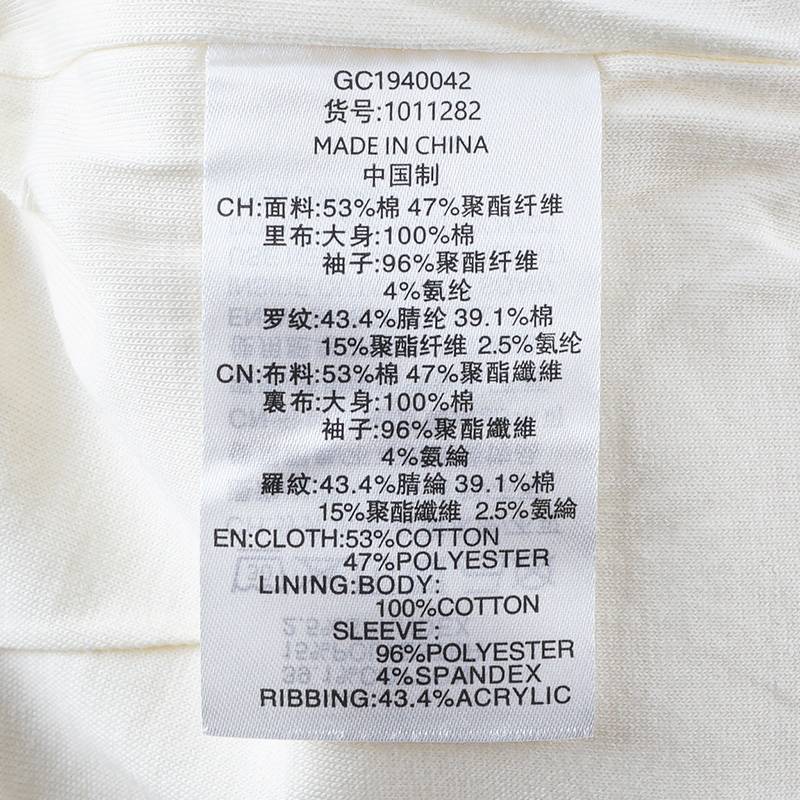 GC1940042
货号:1011282
MADE IN CHINA
中国制
CH:面料:53%棉 47%聚酯纤维
里布:大身:100%棉
袖子:96%聚酯纤维
4%氨纶
罗纹:43.4%腈纶 39.1%棉
15%聚酯纤维 2.5%氨纶
CN:布料:53%棉 47%聚酯纖維
裏布:大身:100%棉
袖子:96%聚酯纖維
4%氨綸
羅紋:43.4%腈綸 39.1%棉
15%聚酯纖維 2.5%氨綸
EN:CLOTH:53%COTTON
47%POLYESTER
LINING:BODY:
100%COTTON
SLEEVE:
96%POLYESTER
4%SPANDEX
RIBBING:43.4%ACRYLIC